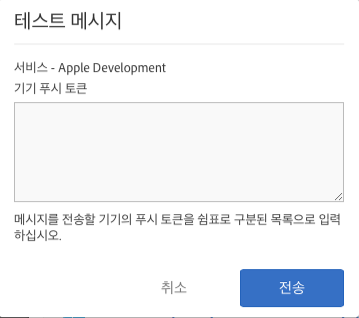 테스트 메시지
서비스 - Apple Development
기기 푸시 토큰
메시지를 전송할 기기의 푸시 토큰을 쉼표로 구분된 목록으로 입력
하십시오.
취소
전송